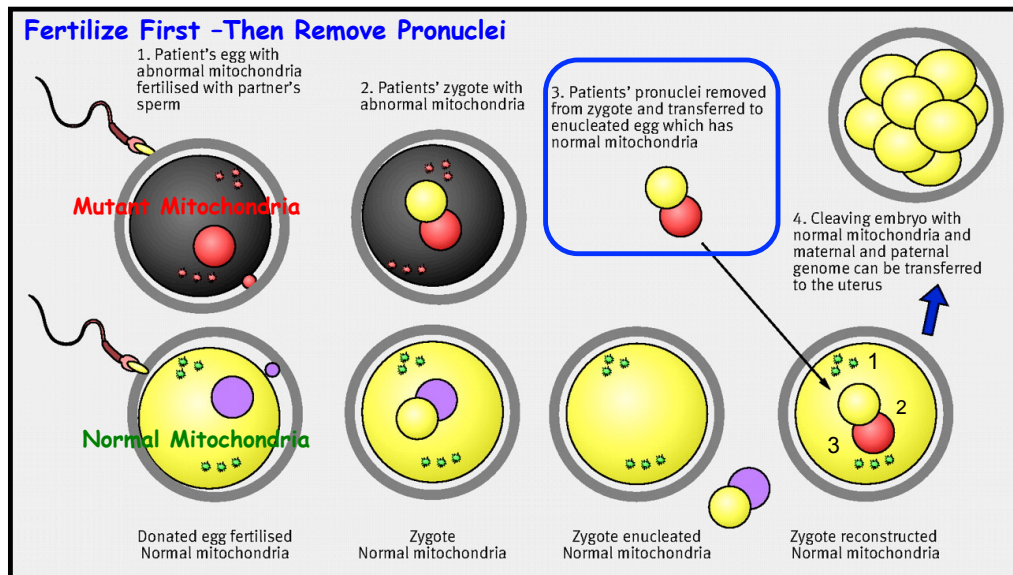 Fertilize First –Then Remove Pronuclei
1. Patient's egg with
abnormal mitochondria
fertilised with partner's
sperm
2. Patients' zygote with
abnormal mitochondria
3. Patients' pronuclei removed
from zygote and transferred to
enucleated egg which has
normal mitochondria
Mutant Mitochondria
4. Cleaving embryo with
normal mitochondria and
maternal and paternal
genome can be transferred
to the uterus
Normal Mitochondria
1
2
3
Donated egg fertilised
Normal mitochondria
Zygote
Normal mitochondria
Zygote enucleated
Normal mitochondria
Zygote reconstructed
Normal mitochondria